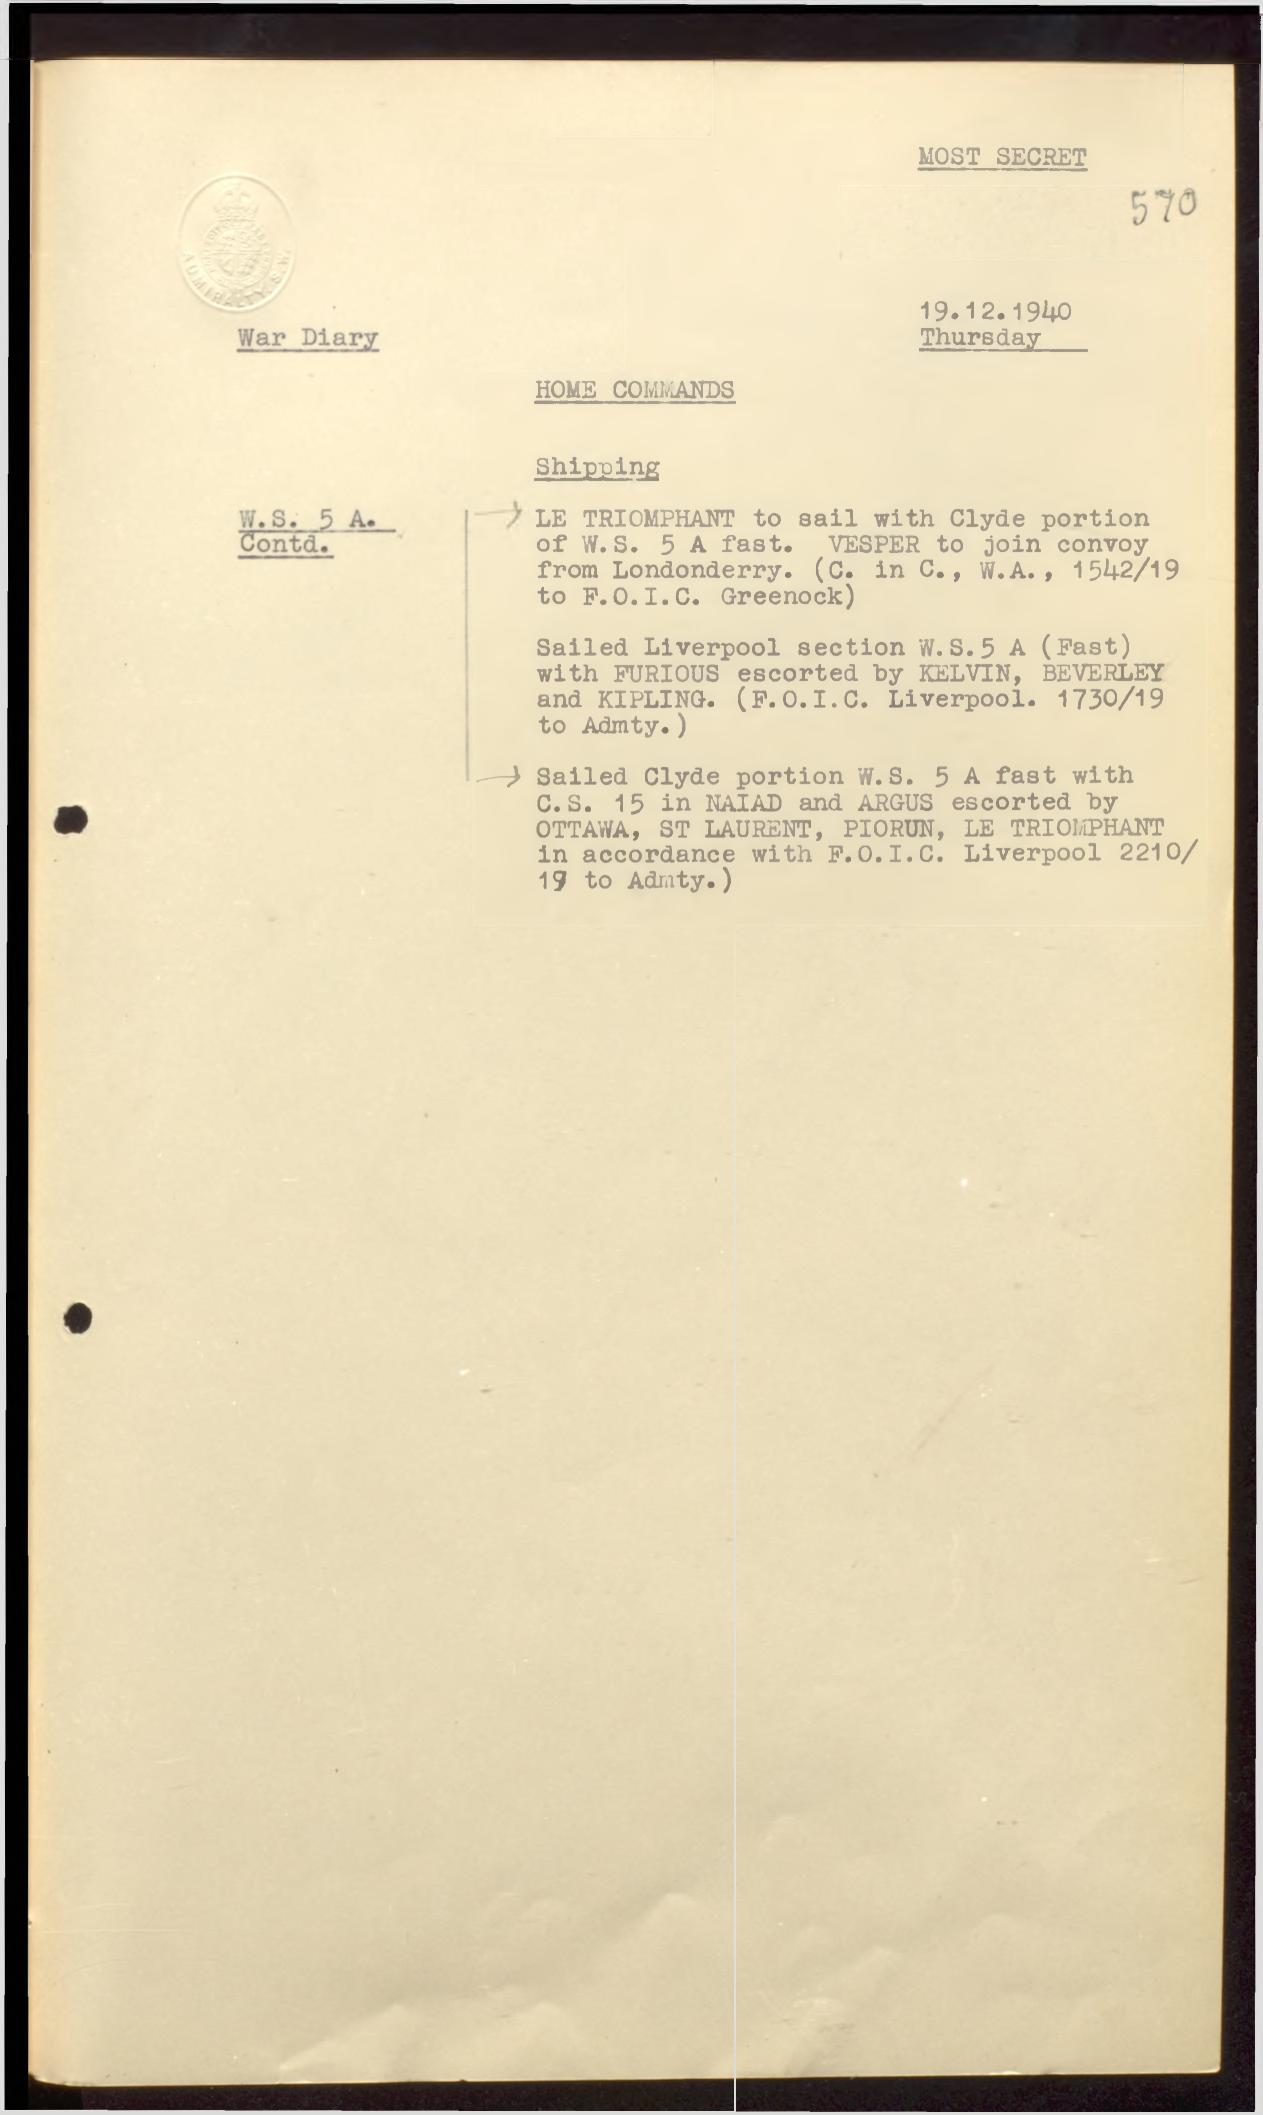 MOST SECRET
570
ADMIRALTY. S.W.
19.12.1940
War Diary
Thursday
HOME COMMANDS
Shipping
W.S. 5 A.
Contd.
LE TRIOMPHANT to sail with Clyde portion
of W.S. 5 A fast. VESPER to join convoy
from Londonderry. (C. in C., W.A., 1542/19
to F.O.I.C. Greenock)
Sailed Liverpool section W.S.5 A (Fast)
with FURIOUS escorted by KELVIN, BEVERLEY
and KIPLING. (F.O.I.C. Liverpool. 1730/19
to Admty.)
Sailed Clyde portion W.S. 5 A fast with
C.S. 15 in NAIAD and ARGUS escorted by
OTTAWA, ST LAURENT, PIORUN, LE TRIOMPHANT
in accordance with F.O.I.C. Liverpool 2210/
19 to Admty.)